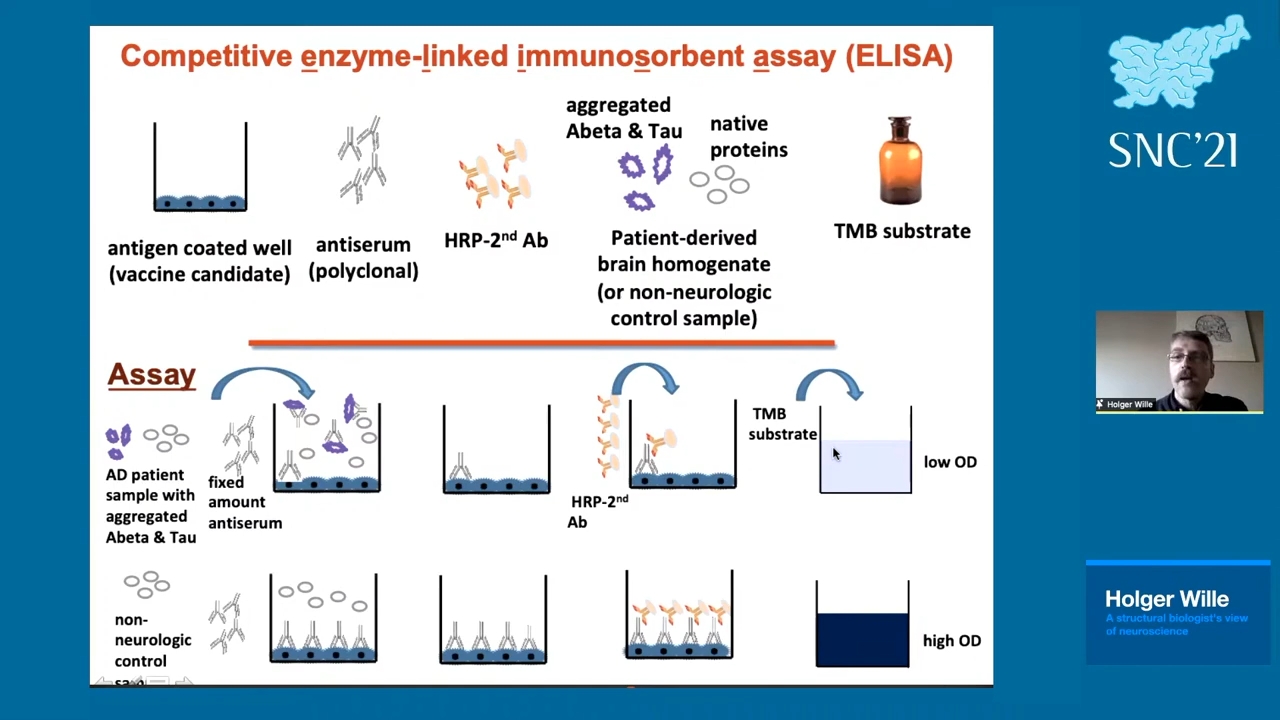 Competitive enzyme-linked immunosorbent assay (ELISA)
SNC'21
aggregated
Abeta & Tau
native
proteins
antigen coated well
(vaccine candidate)
antiserum
(polyclonal)
HRP-2nd Ab
Patient-derived
brain homogenate
(or non-neurologic
control sample)
TMB substrate
Assay
AD patient
sample with
aggregated
Abeta & Tau
fixed
amount
antiserum
HRP-2nd
Ab
TMB
substrate
low OD
non-
neurologic
control
high OD
Holger Wille
Holger Wille
A structural biologist's view
of neuroscience